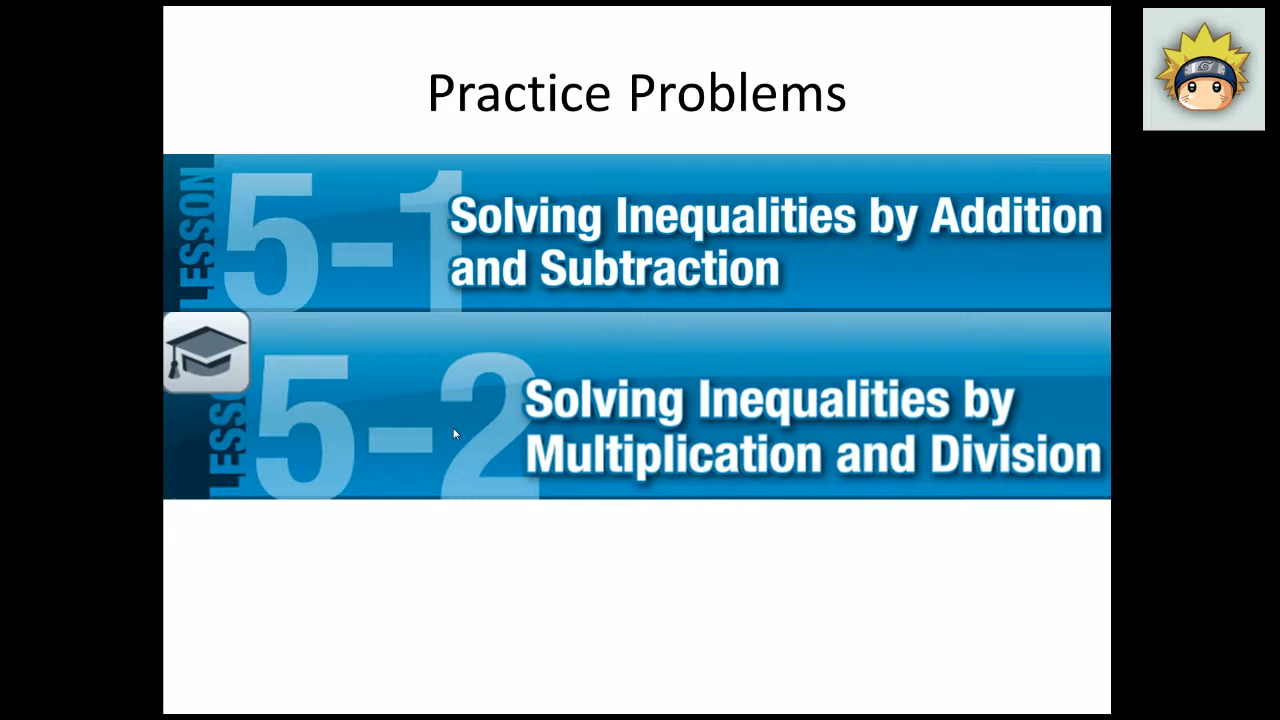 Practice Problems
LESSON 5-1
Solving Inequalities by Addition
and Subtraction
LESSON 5-2
Solving Inequalities by
Multiplication and Division